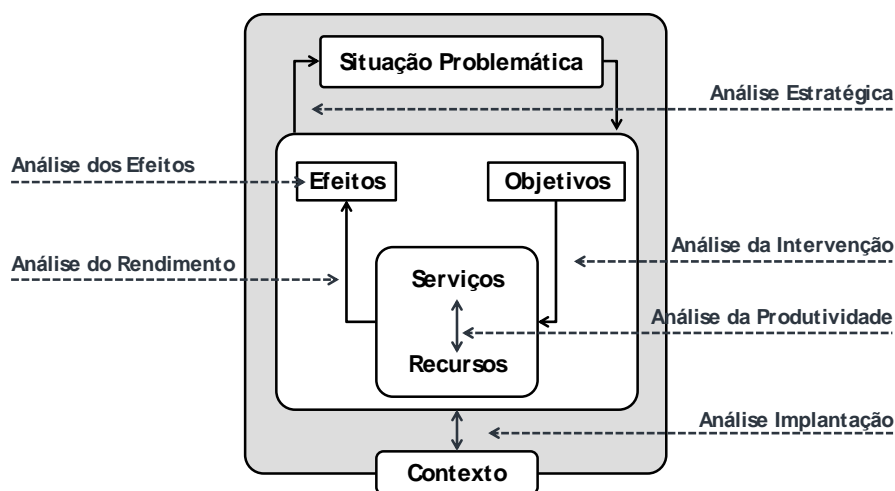 Situação Problemática
Análise Estratégica
Análise dos Efeitos
Efeitos
Objetivos
Análise da Intervenção
Análise do Rendimento
Serviços
Análise da Produtividade
Recursos
Análise Implantação
Contexto